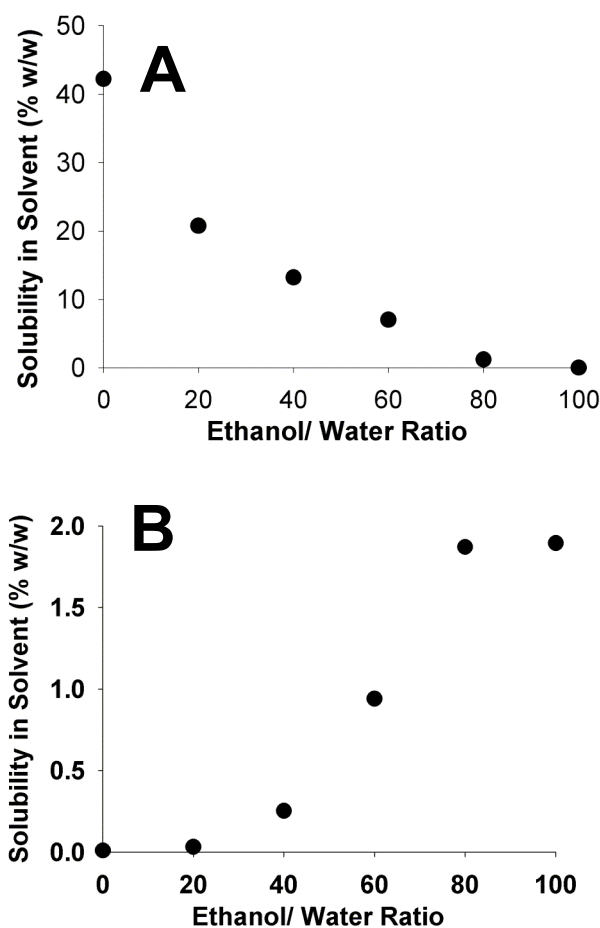 A
Solubility in Solvent (% w/w)
50
40
30
20
10
0
0 20 40 60 80 100
Ethanol/ Water Ratio
B
Solubility in Solvent (% w/w)
2.0
1.5
1.0
0.5
0.0
0 20 40 60 80 100
Ethanol/ Water Ratio